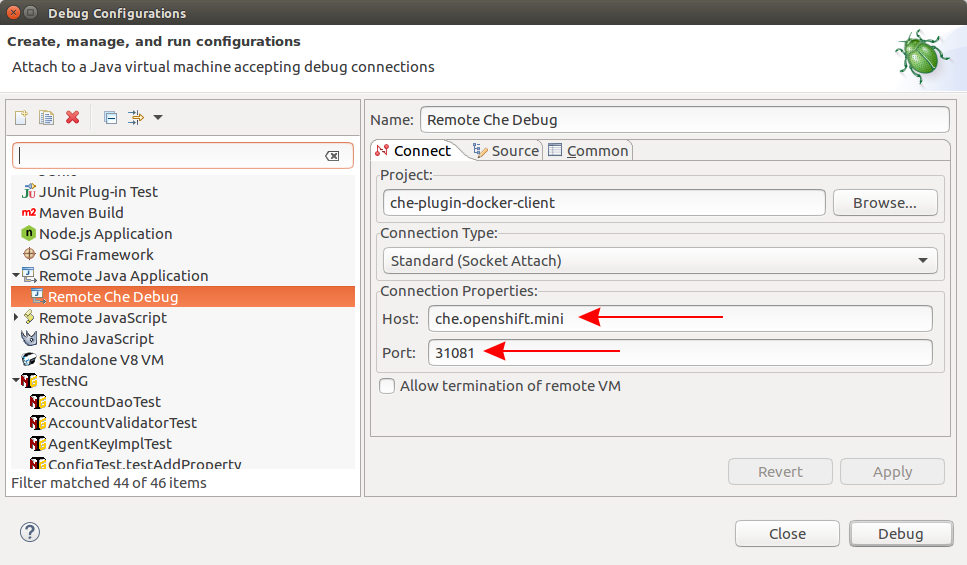 Debug Configurations
Create, manage, and run configurations
Attach to a Java virtual machine accepting debug connections
JUnit Plug-in Test
m2 Maven Build
Node.js Application
OSGi Framework
Remote Java Application
Remote Che Debug
Remote JavaScript
Rhino JavaScript
Standalone V8 VM
TestNG
AccountDaoTest
AccountValidatorTest
AgentKeyImplTest
ConfigTest.testAddProperty
Filter matched 44 of 46 items
Name: Remote Che Debug
Connect Source Common
Project:
che-plugin-docker-client Browse...
Connection Type:
Standard (Socket Attach)
Connection Properties:
Host: che.openshift.mini
Port: 31081
Allow termination of remote VM
Revert Apply
? Close Debug